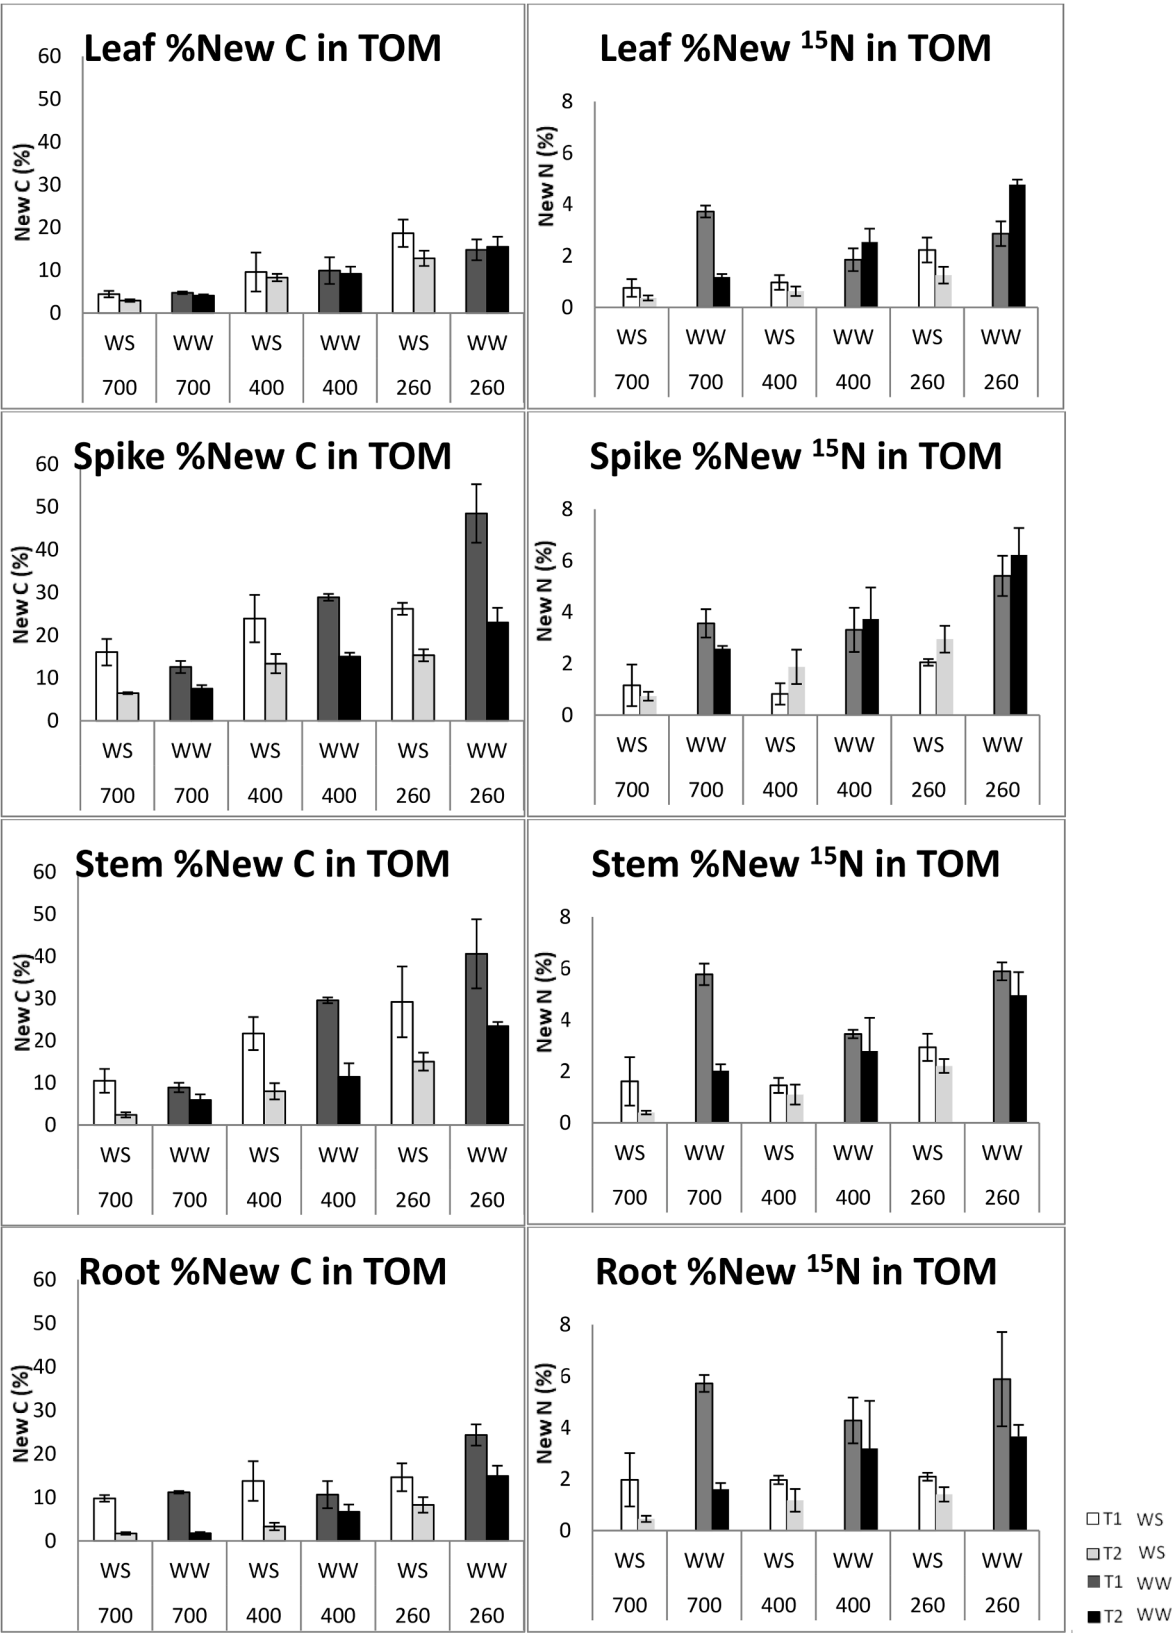 Leaf %New C in TOM
60
50
40
30
20
10
0
New C (%)
WS WW WS WW WS WW
700 700 400 400 260 260
Leaf %New 15N in TOM
8
6
4
2
0
New N (%)
WS WW WS WW WS WW
700 700 400 400 260 260
Spike %New C in TOM
60
50
40
30
20
10
0
New C (%)
WS WW WS WW WS WW
700 700 400 400 260 260
Spike %New 15N in TOM
8
6
4
2
0
New N (%)
WS WW WS WW WS WW
700 700 400 400 260 260
Stem %New C in TOM
60
50
40
30
20
10
0
New C (%)
WS WW WS WW WS WW
700 700 400 400 260 260
Stem %New 15N in TOM
8
6
4
2
0
New N (%)
WS WW WS WW WS WW
700 700 400 400 260 260
Root %New C in TOM
60
50
40
30
20
10
0
New C (%)
WS WW WS WW WS WW
700 700 400 400 260 260
Root %New 15N in TOM
8
6
4
2
0
New N (%)
WS WW WS WW WS WW
700 700 400 400 260 260
T1 WS
T2 WS
T1 WW
T2 WW